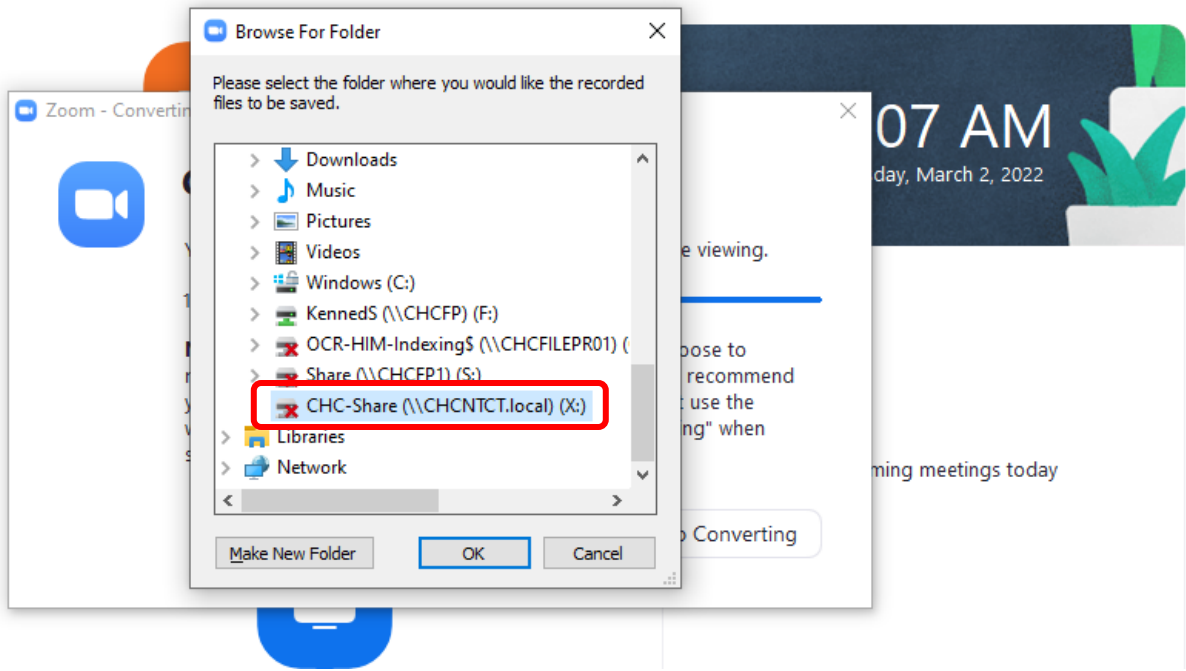 Browse For Folder
Please select the folder where you would like the recorded
files to be saved.
Downloads
Music
Pictures
Videos
Windows (C:)
KennedS (\\CHCFP) (F:)
OCR-HIM-Indexing$ (\\CHCFILEPR01) (
Share (\\CHCFP1) (S:)
CHC-Share (\\CHCNTCT.local) (X:)
Libraries
Network
Make New Folder
OK
Cancel
Zoom - Convertin
e viewing.
oose to
recommend
use the
ng" when
Converting
07 AM
day, March 2, 2022
ming meetings today